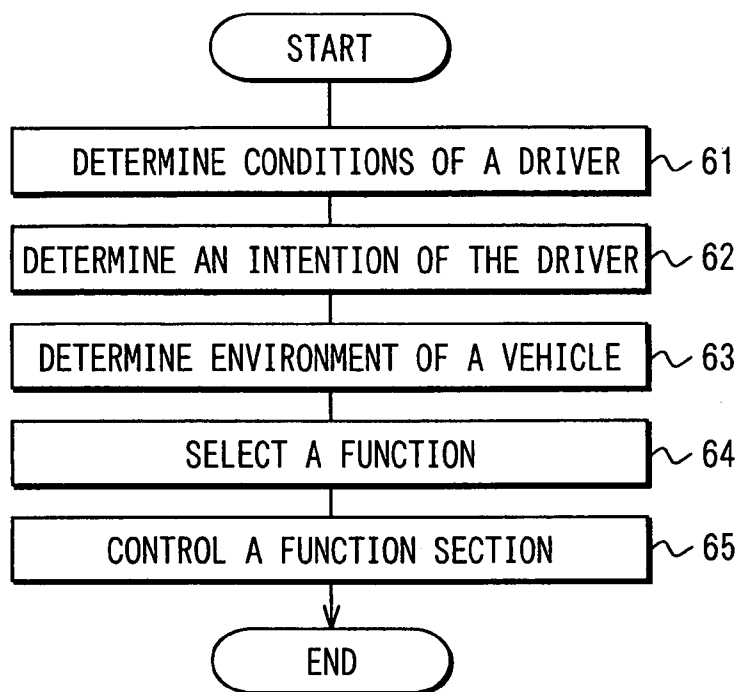 START
DETERMINE CONDITIONS OF A DRIVER 61
DETERMINE AN INTENTION OF THE DRIVER 62
DETERMINE ENVIRONMENT OF A VEHICLE 63
SELECT A FUNCTION 64
CONTROL A FUNCTION SECTION 65
END